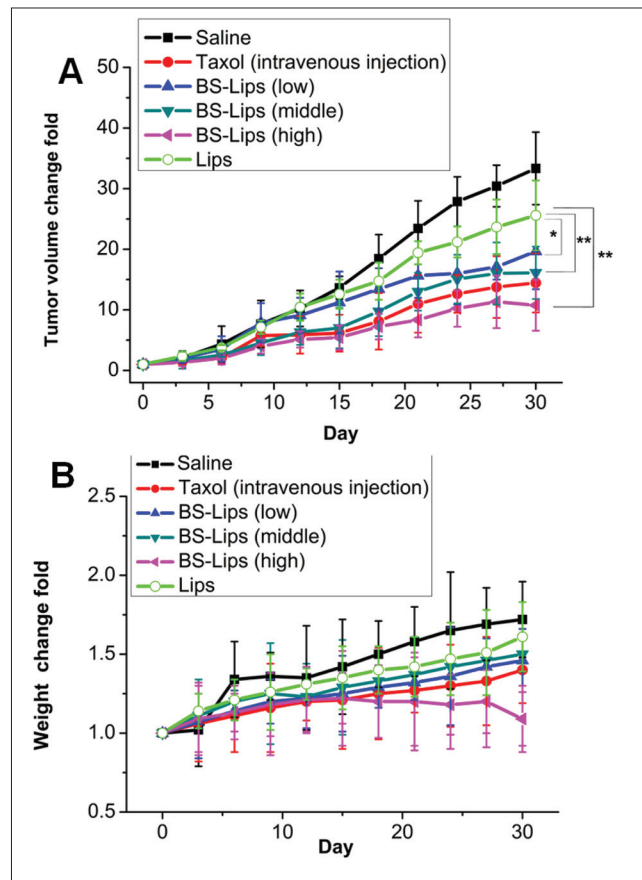 A
Saline
Taxol (intravenous injection)
BS-Lips (low)
BS-Lips (middle)
BS-Lips (high)
Lips
50
40
30
20
10
0
Tumor volume change fold
*
**
**
0 5 10 15 20 25 30
Day
B
Saline
Taxol (intravenous injection)
BS-Lips (low)
BS-Lips (middle)
BS-Lips (high)
Lips
2.5
2.0
1.5
1.0
0.5
Weight change fold
0 10 20 30
Day